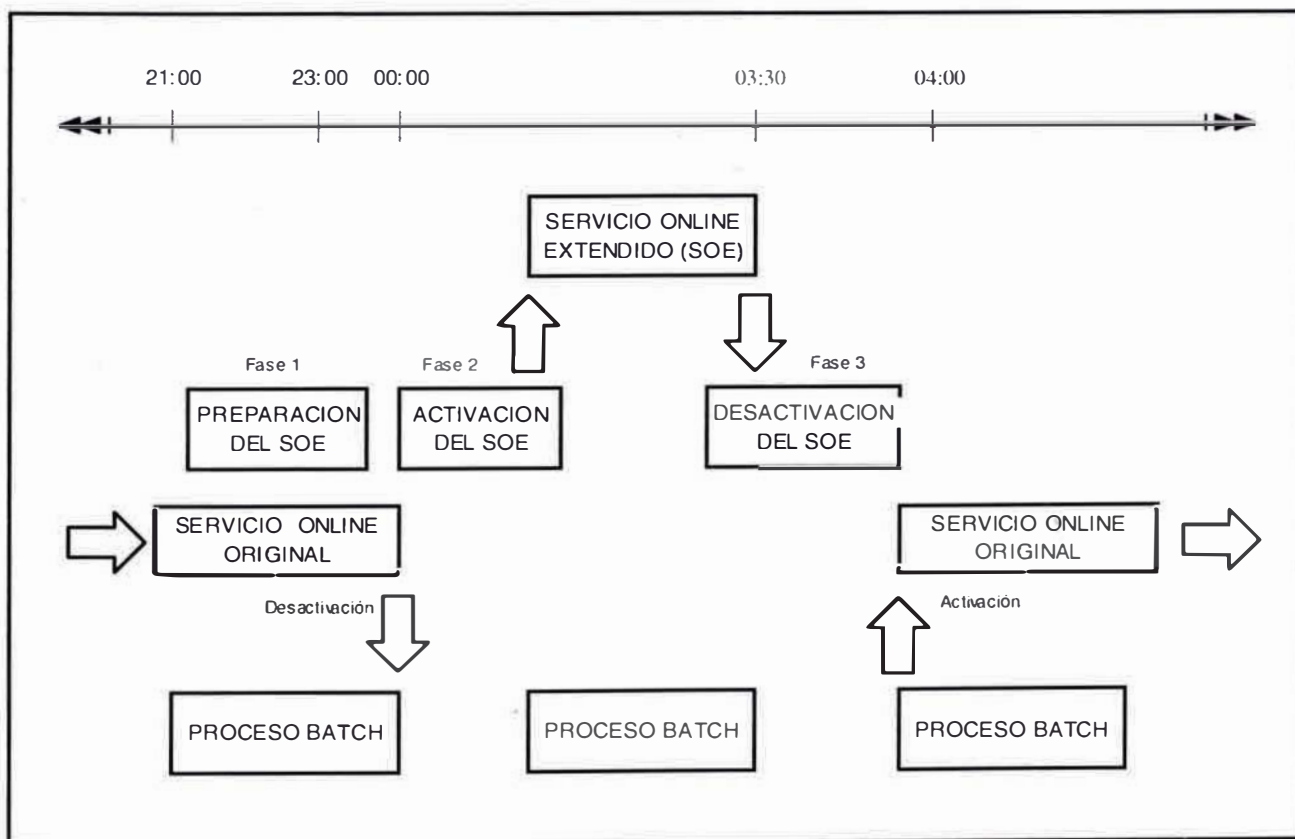 21:00 23:00 00:00 03:30 04:00
SERVICIO ONLINE
EXTENDIDO (SOE)
Fase 1 Fase 2 Fase 3
PREPARACION
DEL SOE
ACTIVACION
DEL SOE
DESACTIVACION
DEL SOE
SERVICIO ONLINE
ORIGINAL
SERVICIO ONLINE
ORIGINAL
Desactivación
Activación
PROCESO BATCH
PROCESO BATCH
PROCESO BATCH